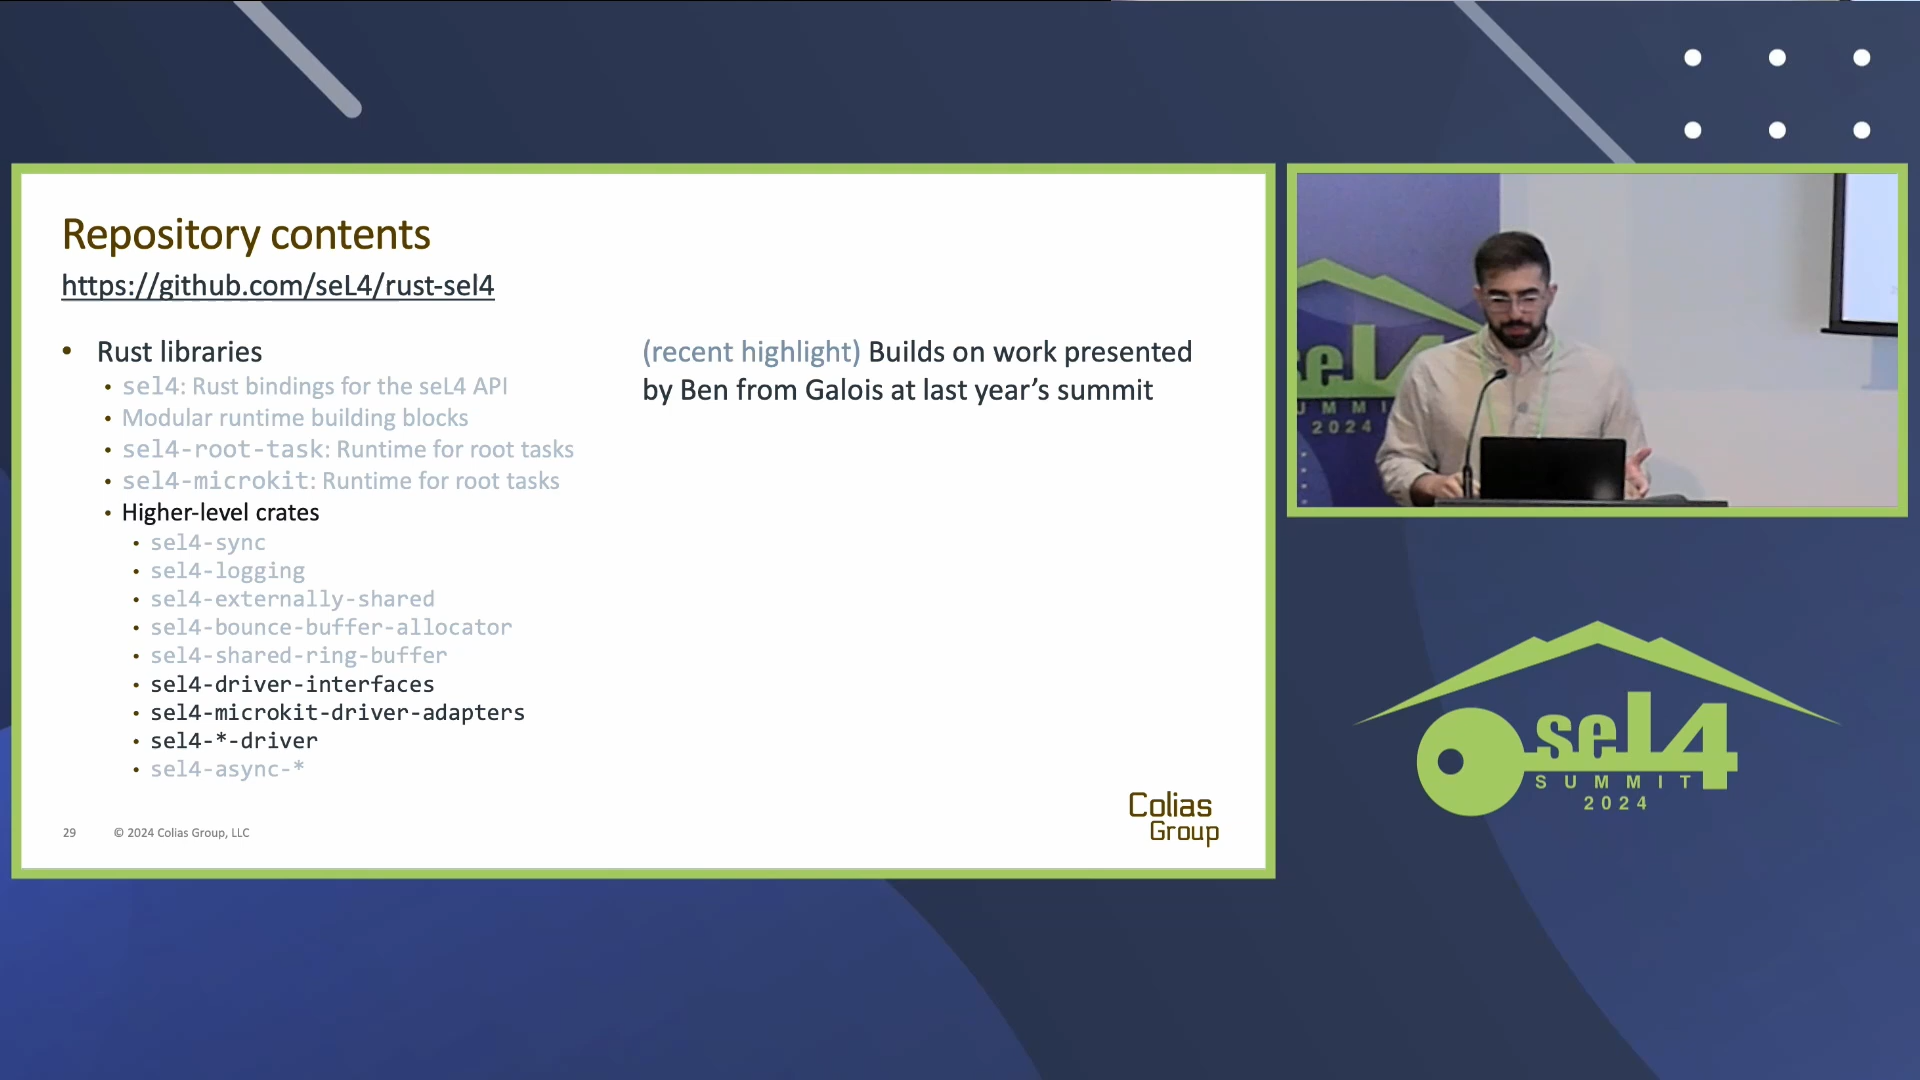 Repository contents
https://github.com/seL4/rust-sel4
• Rust libraries
• sel4: Rust bindings for the seL4 API
• Modular runtime building blocks
• sel4-root-task: Runtime for root tasks
• sel4-microkit: Runtime for root tasks
• Higher-level crates
• sel4-sync
• sel4-logging
• sel4-externally-shared
• sel4-bounce-buffer-allocator
• sel4-shared-ring-buffer
• sel4-driver-interfaces
• sel4-microkit-driver-adapters
• sel4-*-driver
• sel4-async-*
(recent highlight) Builds on work presented
by Ben from Galois at last year’s summit
29 © 2024 Colias Group, LLC
Colias
Group
sel4
UMMI
2024
sel4
SUMMIT
2024